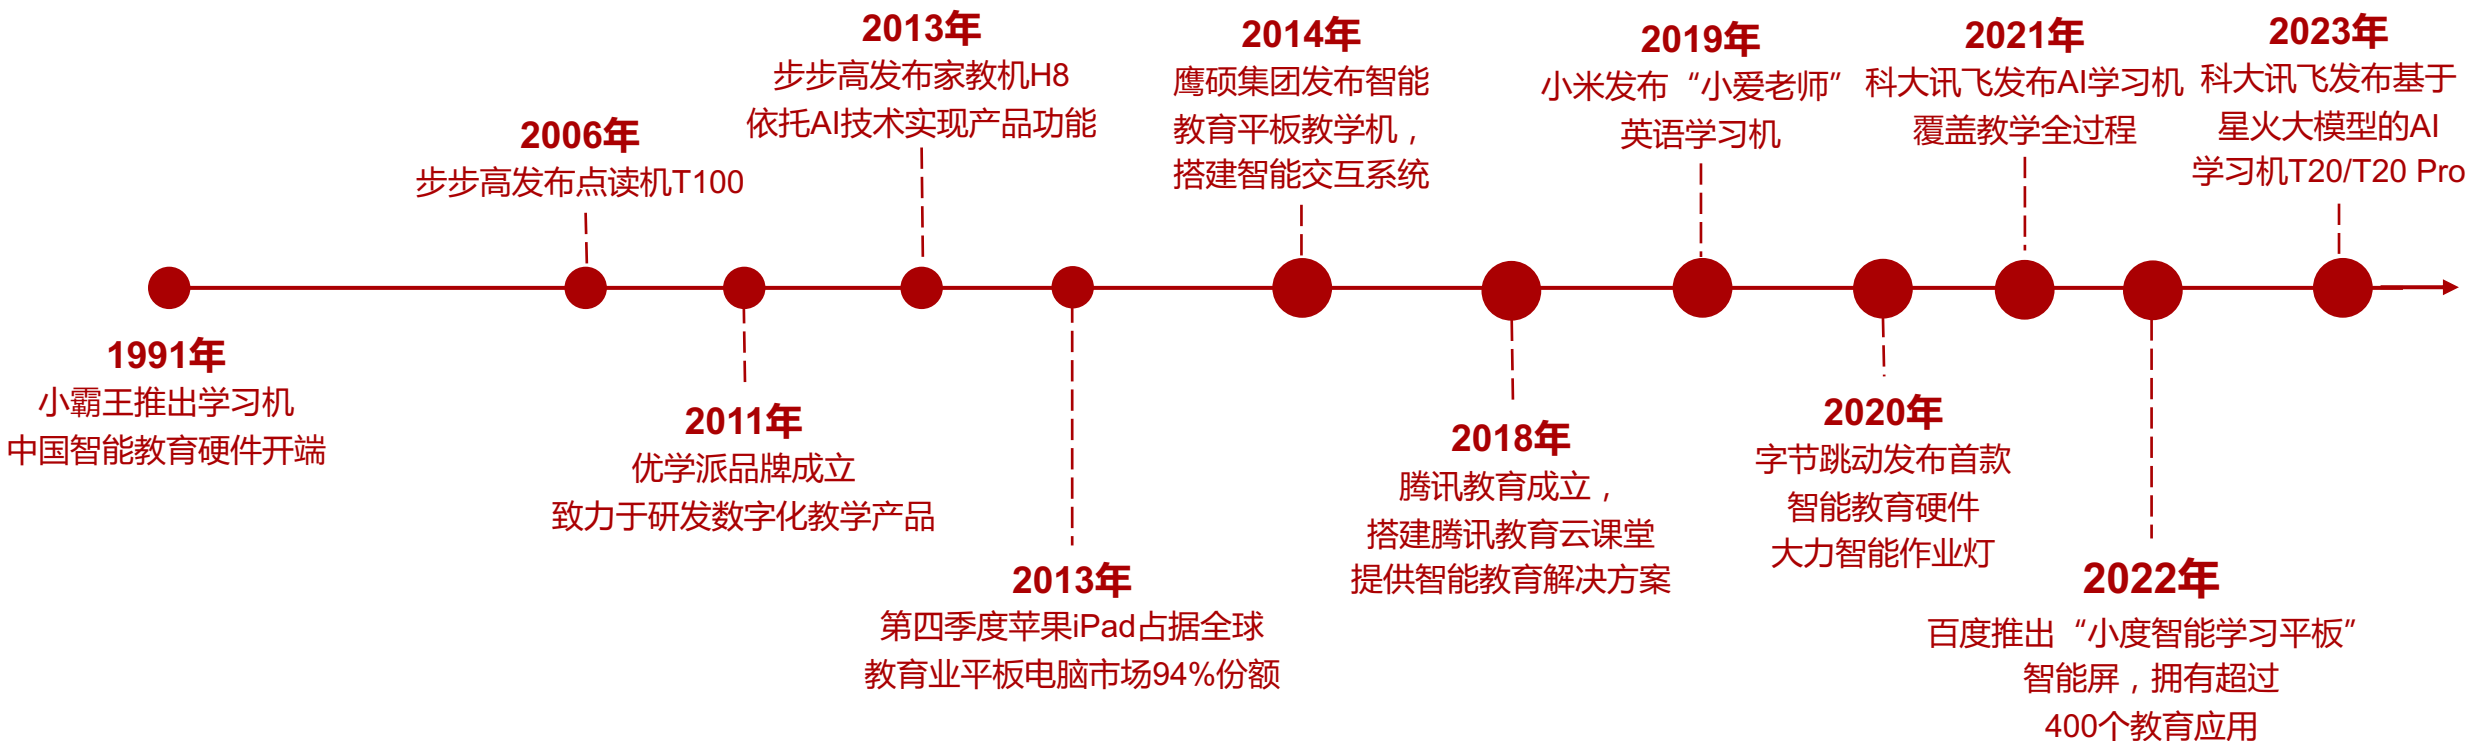 1991年
小霸王推出学习机
中国智能教育硬件开端
2006年
步步高发布点读机T100
2011年
优学派品牌成立
致力于研发数字化教学产品
2013年
步步高发布家教机H8
依托AI技术实现产品功能
2013年
第四季度苹果iPad占据全球
教育业平板电脑市场94%份额
2014年
鹰硕集团发布智能
教育平板教学机，
搭建智能交互系统
2018年
腾讯教育成立，
搭建腾讯教育云课堂
提供智能教育解决方案
2019年
小米发布“小爱老师”
英语学习机
2020年
字节跳动发布首款
智能教育硬件
大力智能作业灯
2021年
科大讯飞发布AI学习机
覆盖教学全过程
2022年
百度推出“小度智能学习平板”
智能屏，拥有超过
400个教育应用
2023年
科大讯飞发布基于
星火大模型的AI
学习机T20/T20 Pro